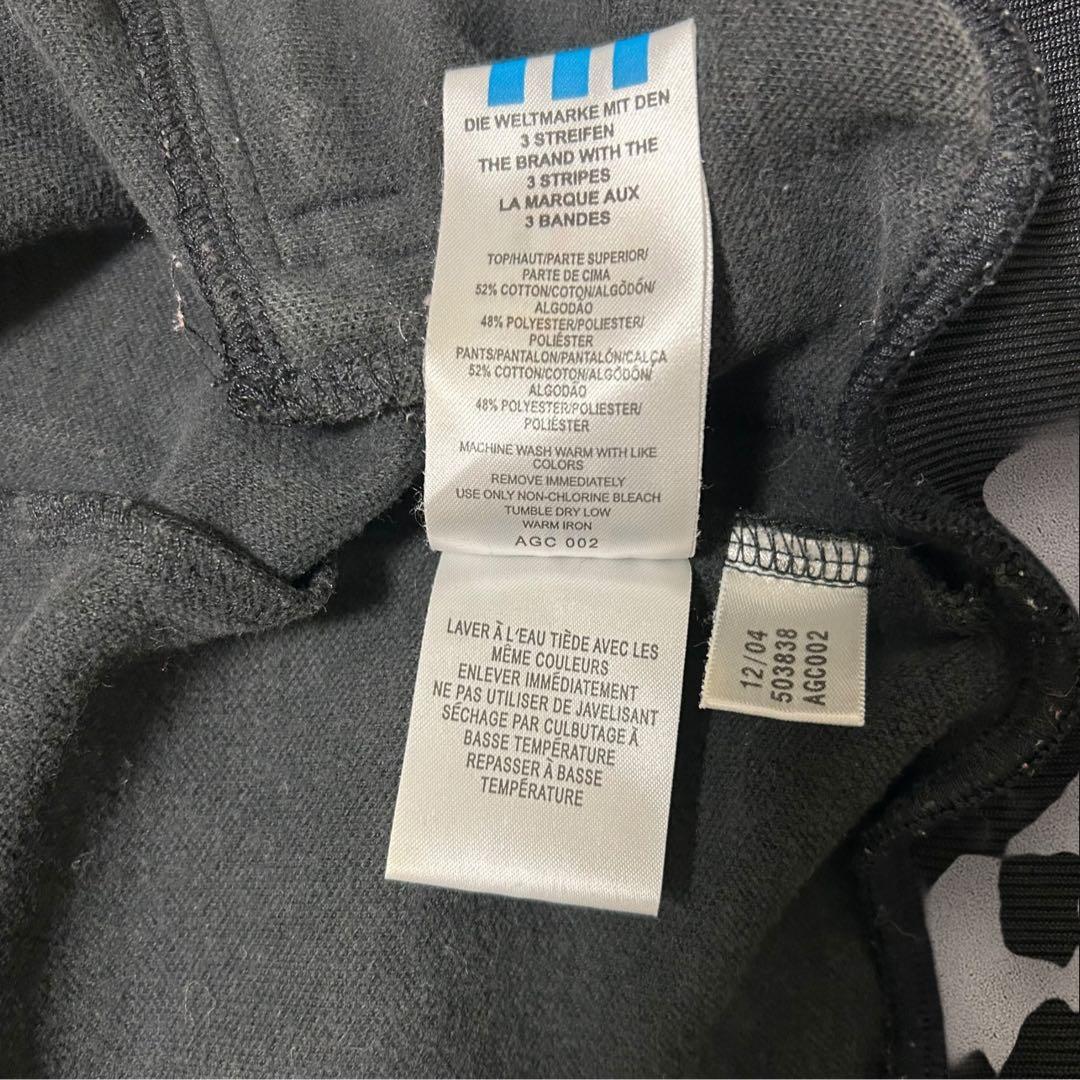 DIE WELTMARKE MIT DEN
3 STREIFEN
THE BRAND WITH THE
3 STRIPES
LA MARQUE AUX
3 BANDES
TOP/HAUT/PARTE SUPERIOR/
PARTE DE CIMA
52% COTTON/COTON/ALGÕDÓN/
ALGODÃO
48% POLYESTER/POLIESTER/
POLIÉSTER
PANTS/PANTALON/PANTALÓN/CALÇA
52% COTTON/COTON/ALGÕDÓN/
ALGODÃO
48% POLYESTER/POLIESTER/
POLIÉSTER
MACHINE WASH WARM WITH LIKE
COLORS
REMOVE IMMEDIATELY
USE ONLY NON-CHLORINE BLEACH
TUMBLE DRY LOW
WARM IRON
AGC 002
LAVER À L'EAU TIÈDE AVEC LES
MÊME COULEURS
ENLEVER IMMÉDIATEMENT
NE PAS UTILISER DE JAVELISANT
SÉCHAGE PAR CULBUTAGE À
BASSE TEMPÉRATURE
REPASSER À BASSE
TEMPÉRATURE
12/04
503838
AGC002